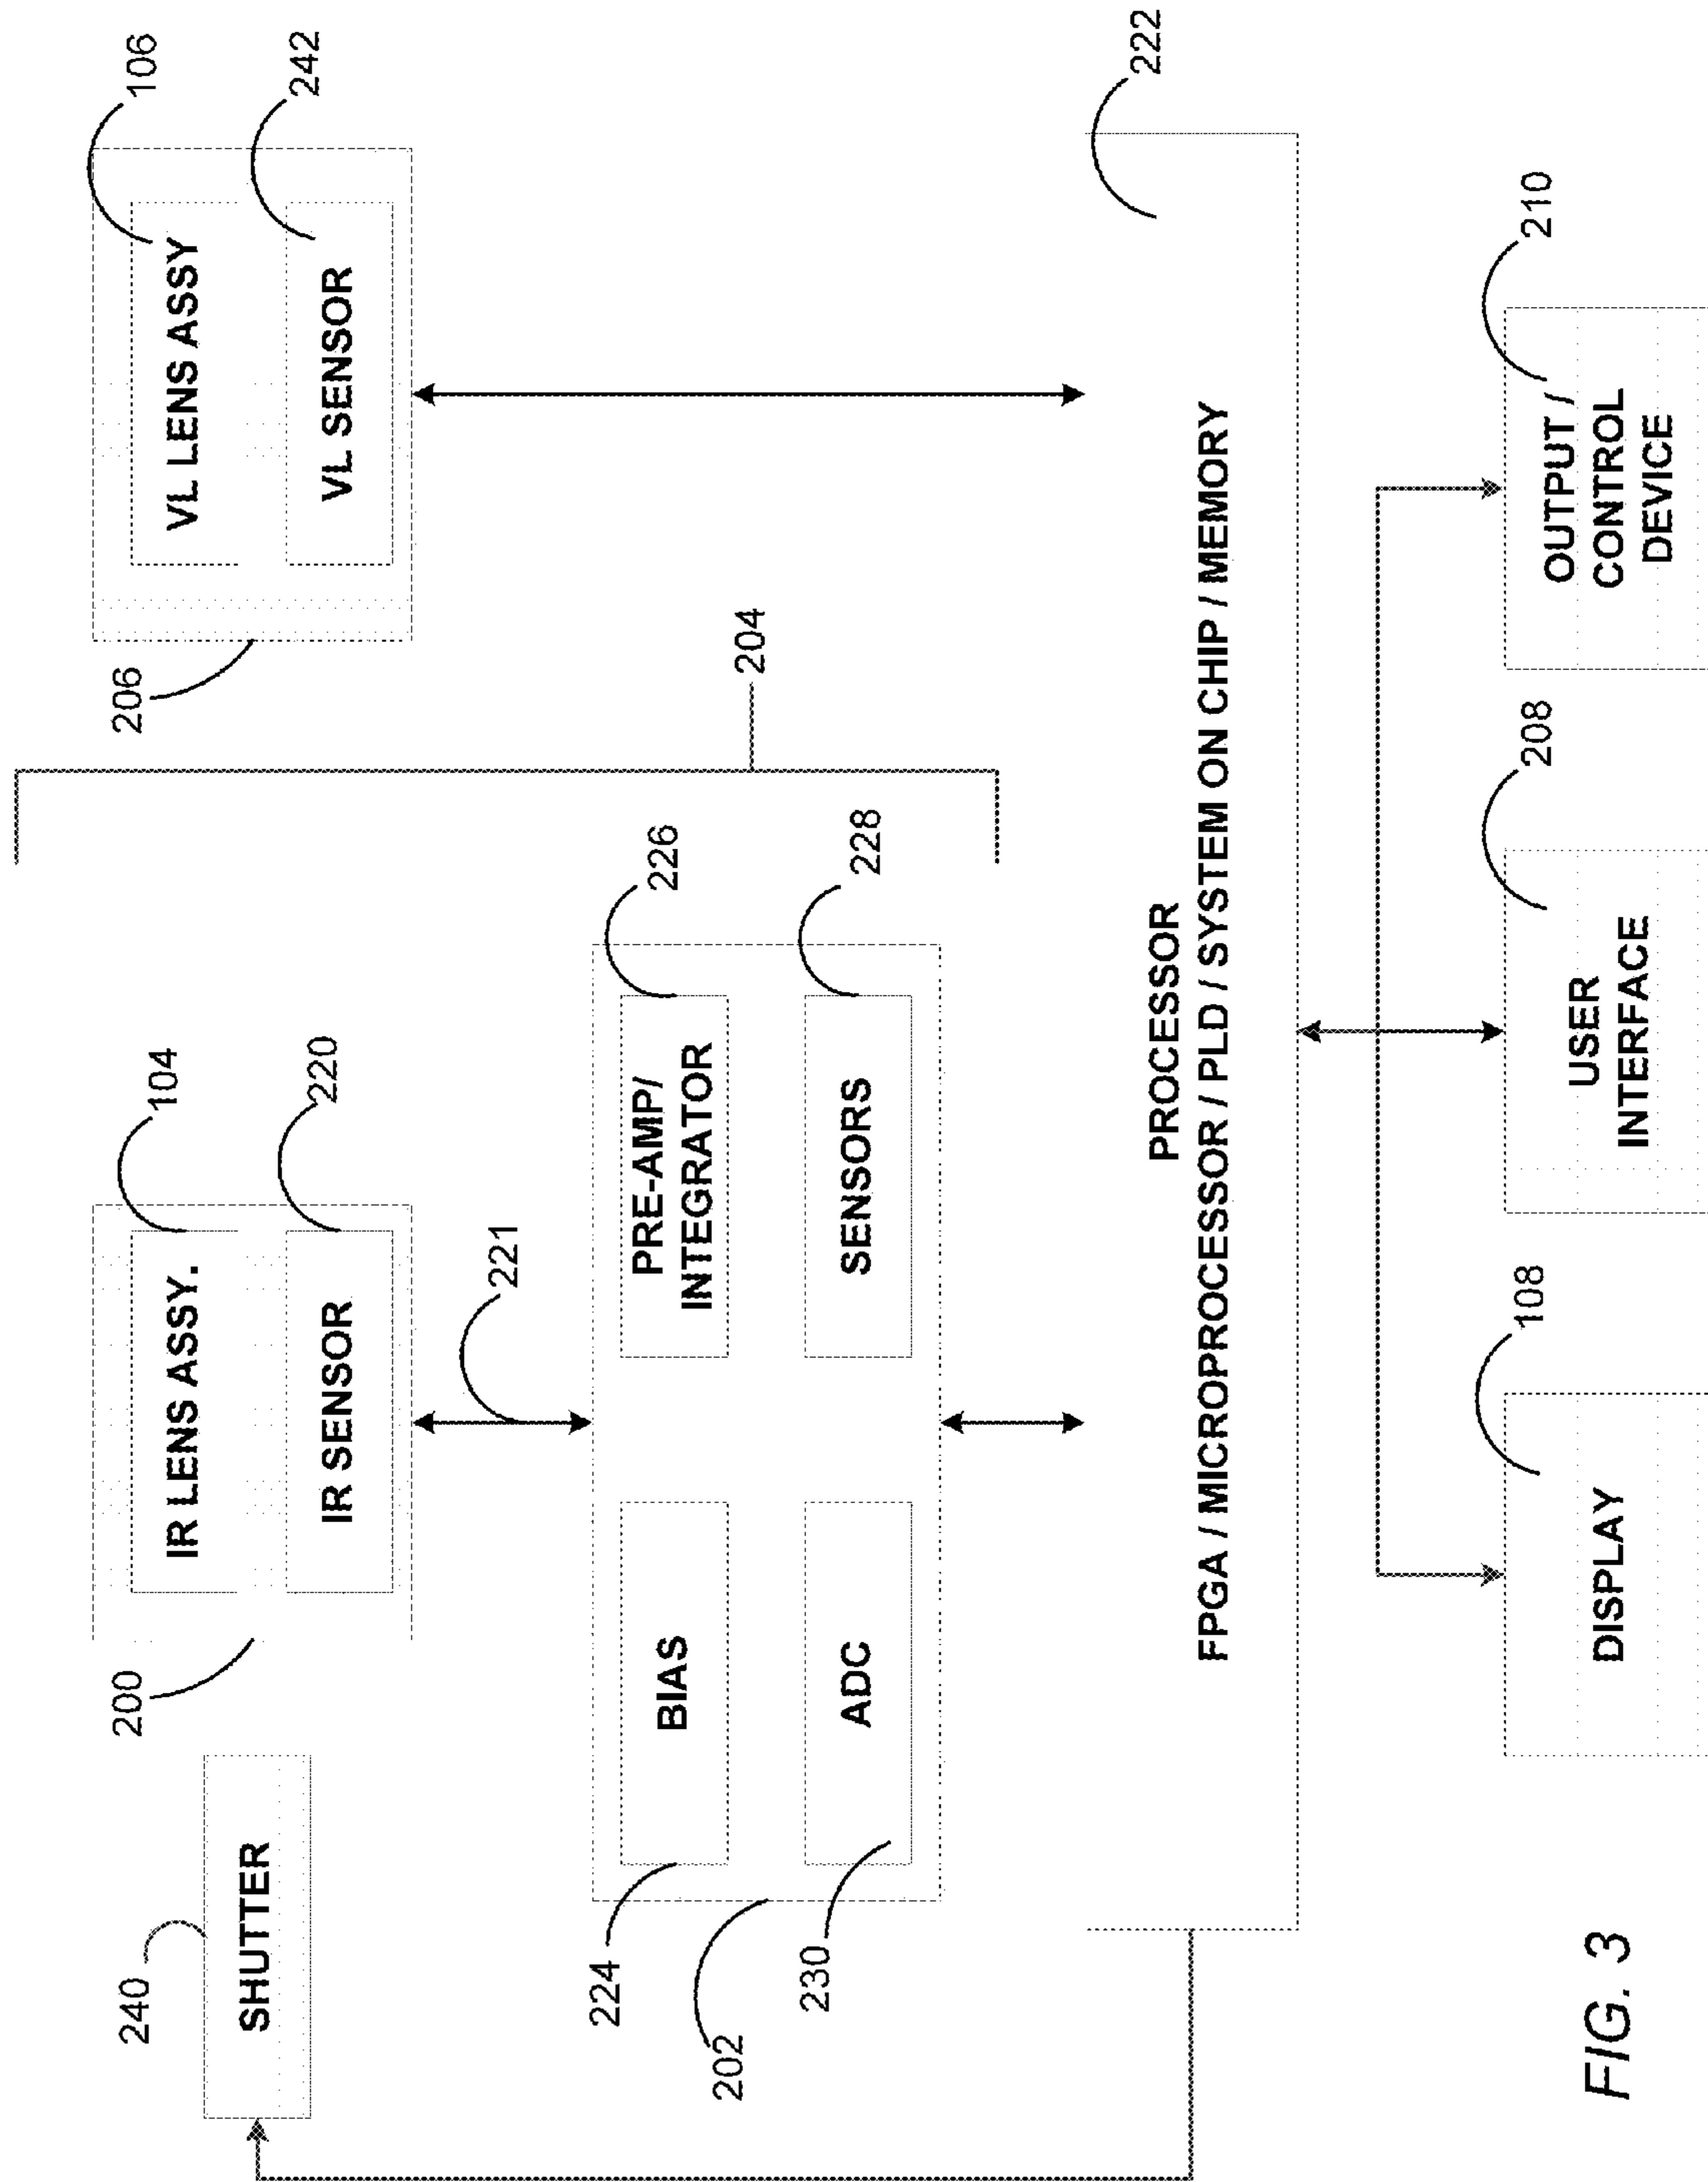 240
SHUTTER
200
IR LENS ASSY.
104
IR SENSOR
220
206
VL LENS ASSY
106
VL SENSOR
242
221
204
224
BIAS
PRE-AMP/
INTEGRATOR
226
202
230
ADC
SENSORS
228
222
PROCESSOR
FPGA / MICROPROCESSOR / PLD / SYSTEM ON CHIP / MEMORY
108
DISPLAY
208
USER
INTERFACE
210
OUTPUT /
CONTROL
DEVICE
FIG. 3